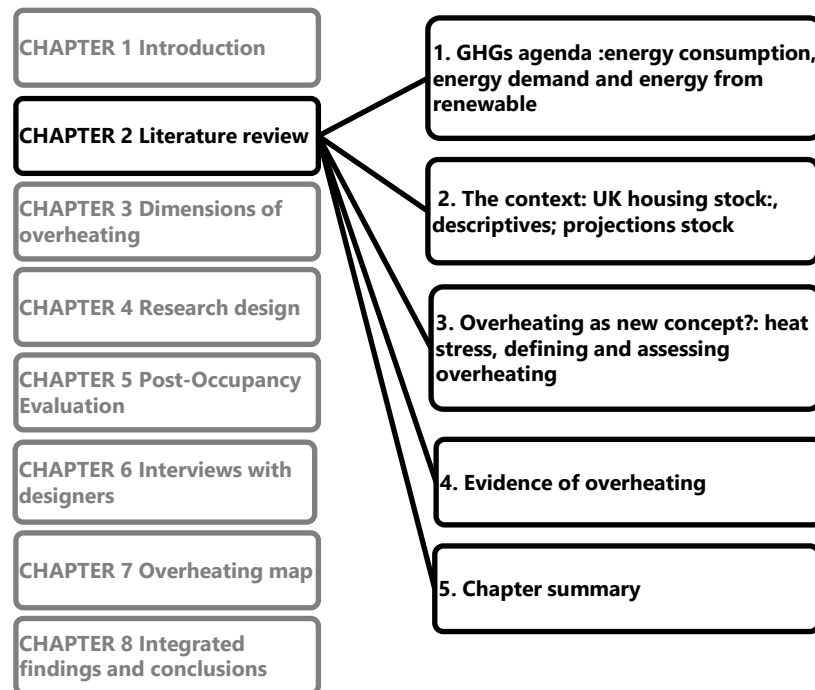 CHAPTER 1 Introduction
CHAPTER 2 Literature review
CHAPTER 3 Dimensions of
overheating
CHAPTER 4 Research design
CHAPTER 5 Post-Occupancy
Evaluation
CHAPTER 6 Interviews with
designers
CHAPTER 7 Overheating map
CHAPTER 8 Integrated
findings and conclusions
1. GHGs agenda :energy consumption,
energy demand and energy from
renewable
2. The context: UK housing stock:,
descriptives; projections stock
3. Overheating as new concept?: heat
stress, defining and assessing
overheating
4. Evidence of overheating
5. Chapter summary